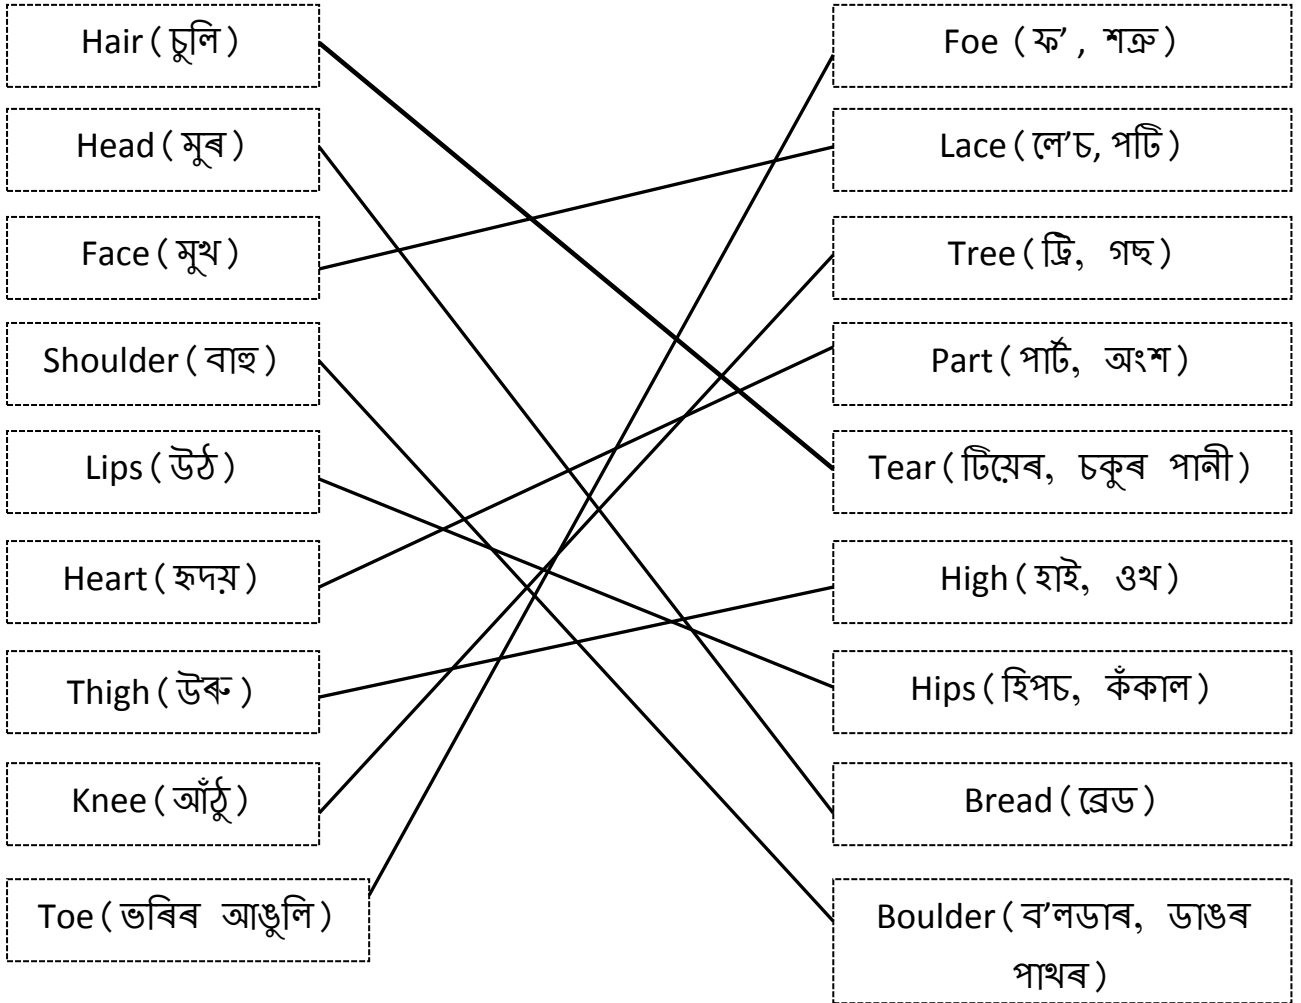 Hair ( চুলি )
Foe ( ফ’ , শত্ৰু )
Head ( মুৰ )
Lace ( লে’চ, পটি )
Face ( মুখ )
Tree ( ট্ৰি, গছ )
Shoulder ( বাহু )
Part ( পাৰ্ট, অংশ )
Lips ( উঠ )
Tear ( টিয়েৰ, চকুৰ পানী )
Heart ( হৃদয় )
High ( হাই, ওখ )
Thigh ( উৰু )
Hips ( হিপচ, কঁকাল )
Knee ( আঁঠু )
Bread ( ব্ৰেড )
Toe ( ভৰিৰ আঙুলি )
Boulder ( ব’লডাৰ, ডাঙৰ
পাথৰ )